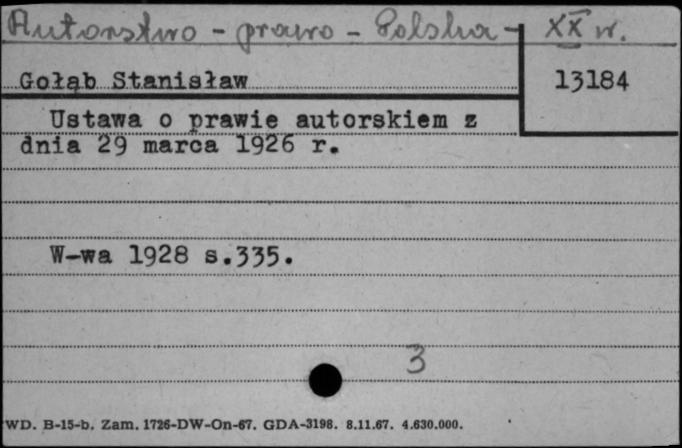 Autorstwo - prawo - Polska - XX w.
Gołąb Stanisław 13184
Ustawa o prawie autorskiem z
dnia 29 marca 1926 r.
W-wa 1928 s.335.
3
WD. B-15-b. Zam. 1726-DW-On-67. GDA-3198. 8.11.67. 4.630.000.